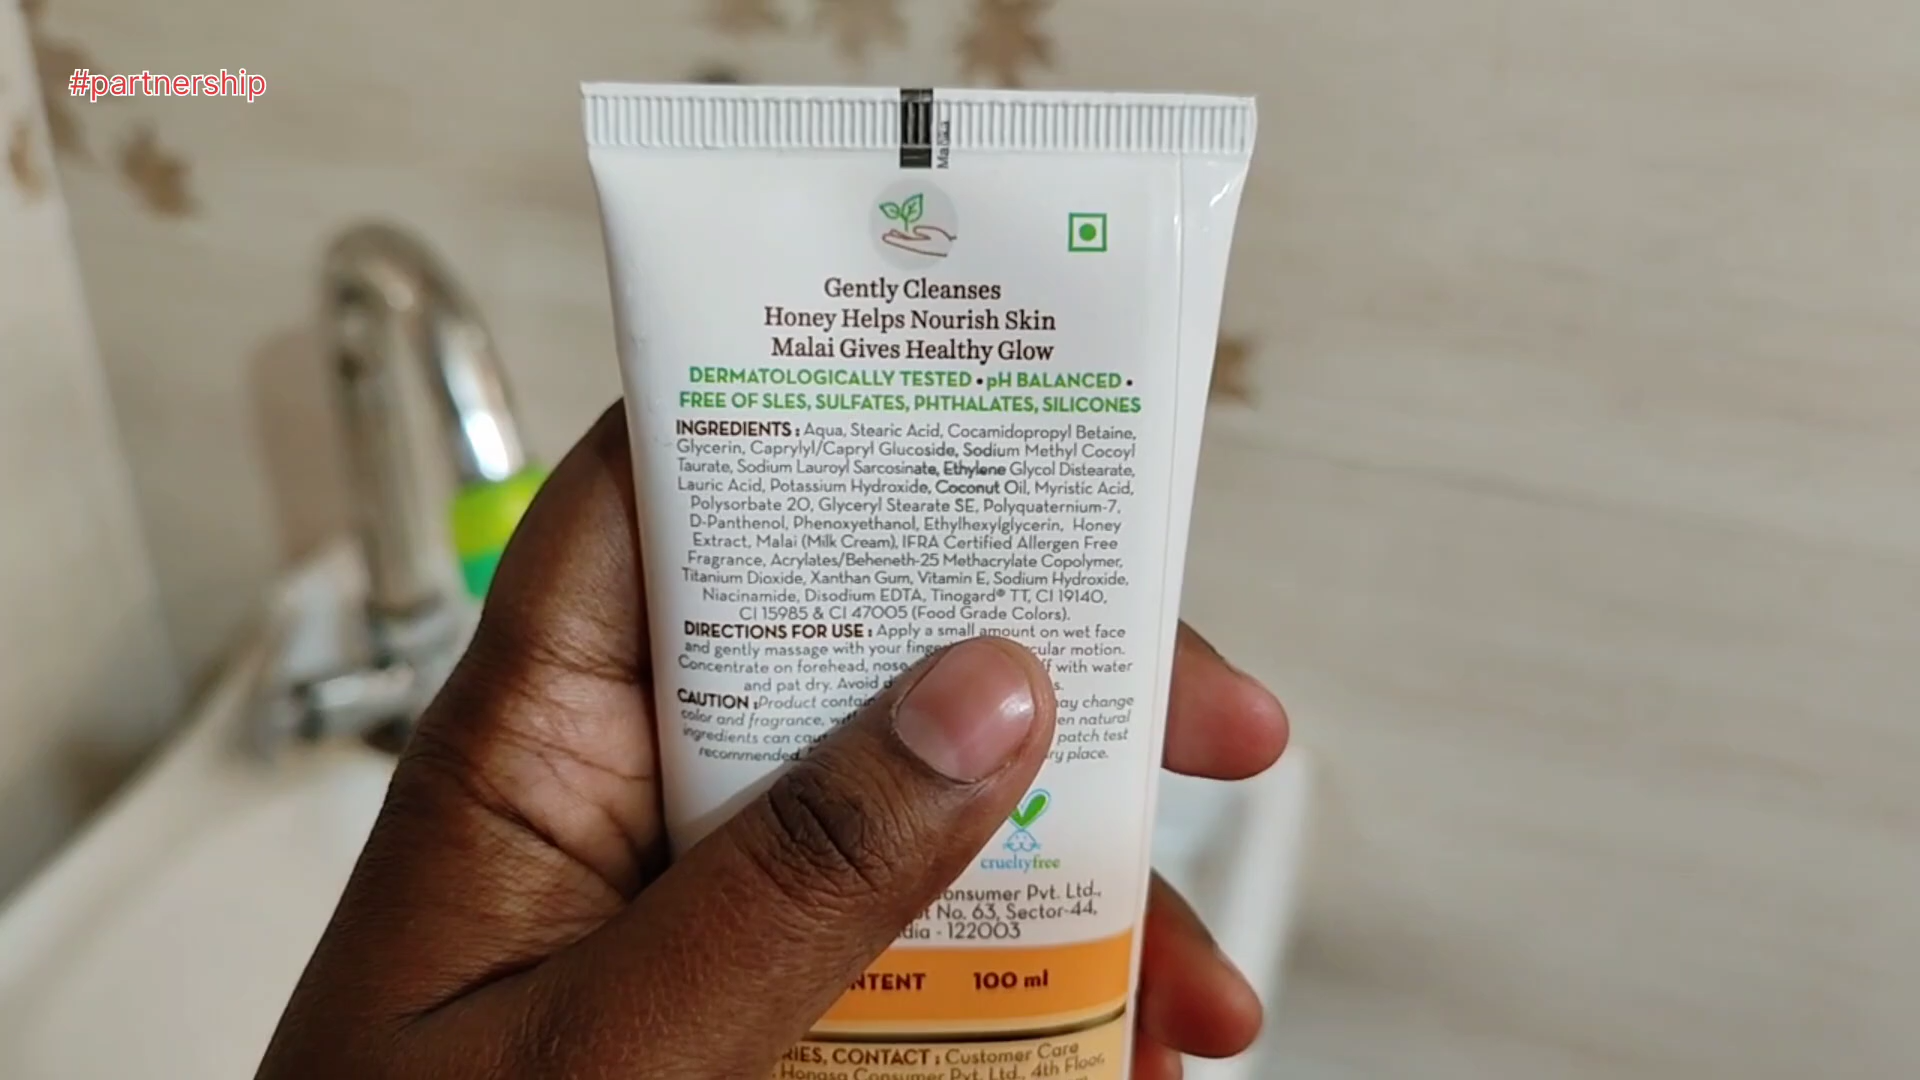 #partnership
Gently Cleanses
Honey Helps Nourish Skin
Malai Gives Healthy Glow
DERMATOLOGICALLY TESTED • pH BALANCED •
FREE OF SLES, SULFATES, PHTHALATES, SILICONES
INGREDIENTS : Aqua, Stearic Acid, Cocamidopropyl Betaine,
Glycerin, Caprylyl/Capryl Glucoside, Sodium Methyl Cocoyl
Taurate, Sodium Lauroyl Sarcosinate, Ethylene Glycol Distearate,
Lauric Acid, Potassium Hydroxide, Coconut Oil, Myristic Acid,
Polysorbate 20, Glyceryl Stearate SE, Polyquaternium-7,
D-Panthenol, Phenoxyethanol, Ethylhexylglycerin, Honey
Extract, Malai (Milk Cream), IFRA Certified Allergen Free
Fragrance, Acrylates/Beheneth-25 Methacrylate Copolymer,
Titanium Dioxide, Xanthan Gum, Vitamin E, Sodium Hydroxide,
Niacinamide, Disodium EDTA, Tinogard® TT, CI 19140,
CI 15985 & CI 47005 (Food Grade Colors).
DIRECTIONS FOR USE : Apply a small amount on wet face
and gently massage with your motion.
Concentrate on forehead, nose, with water
and pat dry. Avoid
CAUTION : Product change
color and fragrance, natural
ingredients can patch test
recommended. place.
crueltyfree
Pvt. Ltd.,
No. 63, Sector-44,
- 122003
100 ml
CONTACT : Customer Care
Honasa Consumer Pvt. Ltd., 4th Floor,